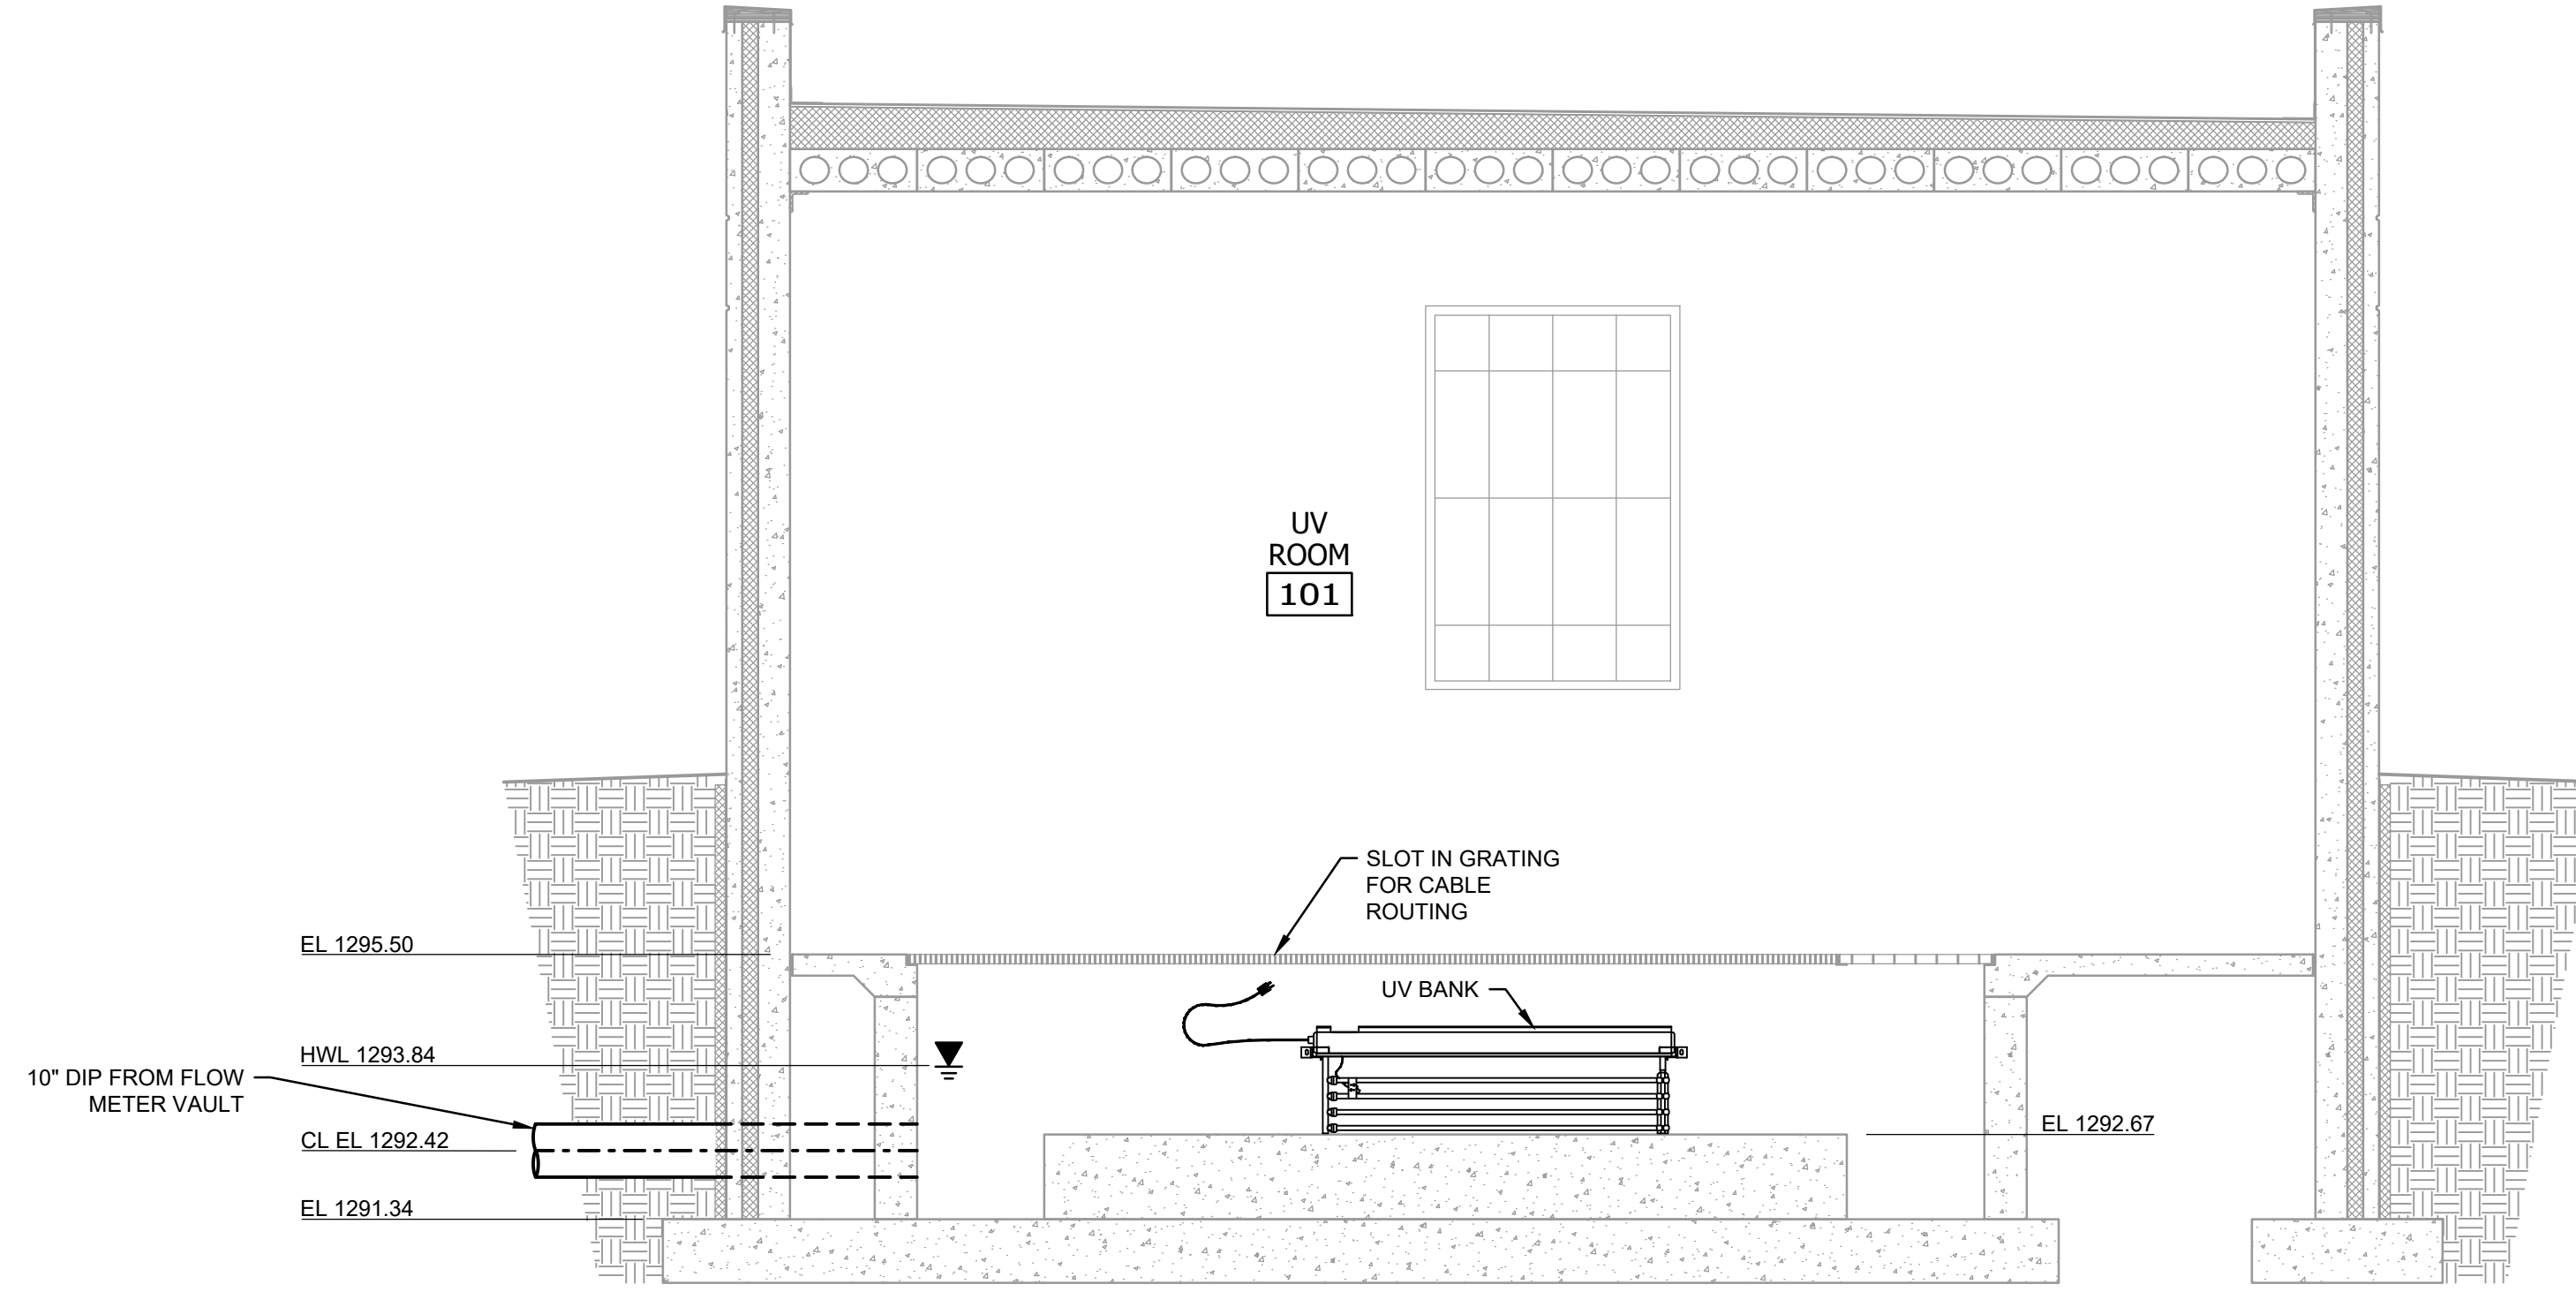 UV
ROOM
101
SLOT IN GRATING
FOR CABLE
ROUTING
EL 1295.50
UV BANK
HWL 1293.84
10" DIP FROM FLOW
METER VAULT
EL 1292.67
CL EL 1292.42
EL 1291.34